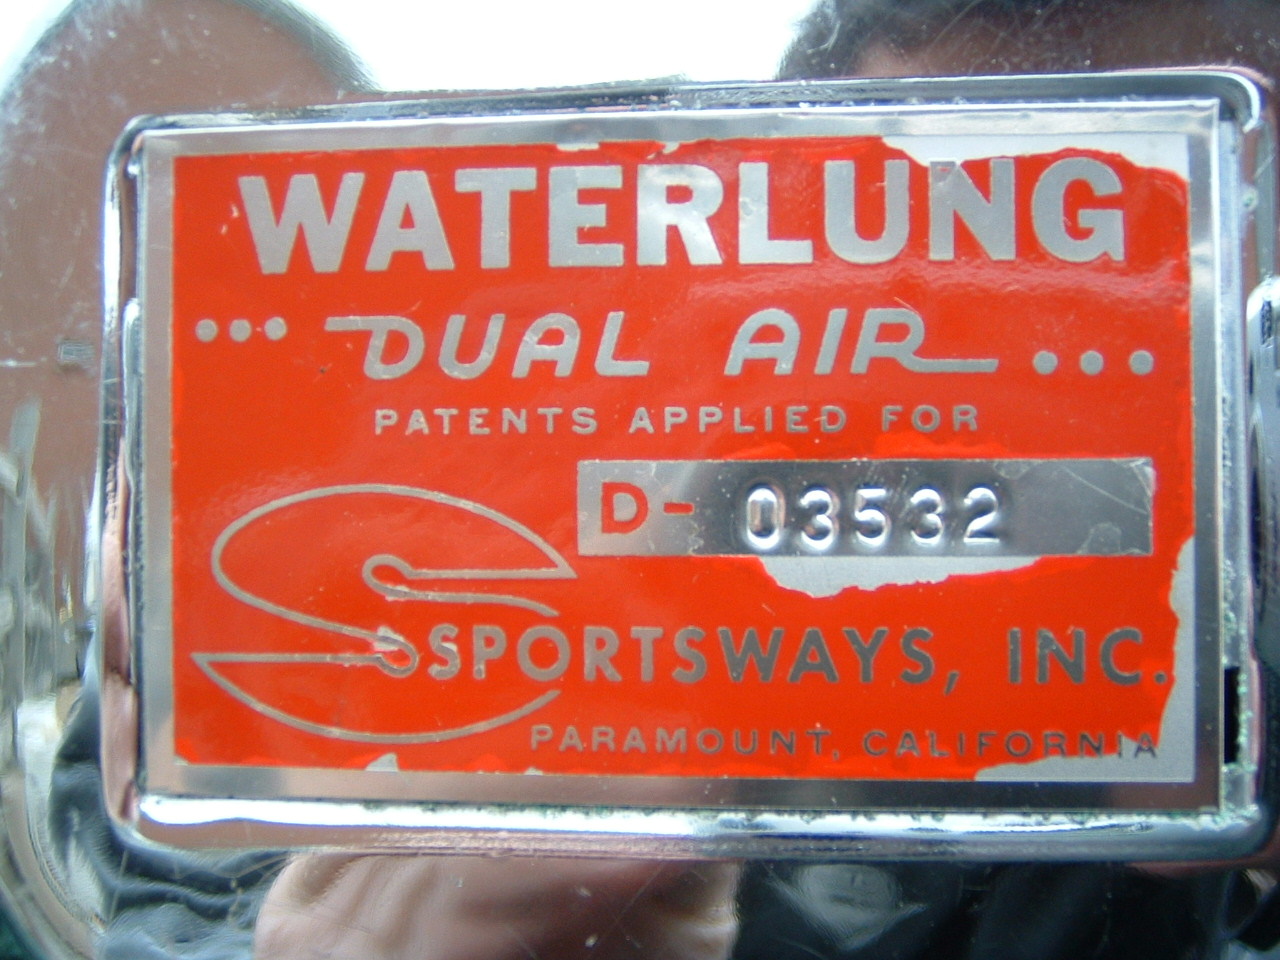 WATERLUNG
...DUAL AIR...
PATENTS APPLIED FOR
D- 03532
SPORTSWAYS, INC.
PARAMOUNT, CALIFORNIA